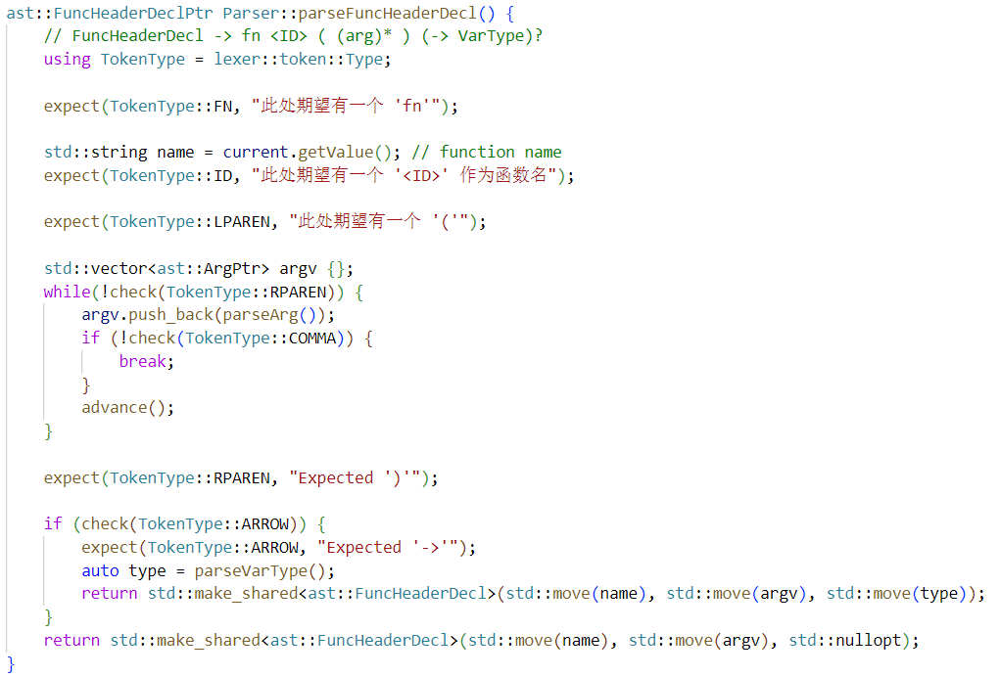 ast::FuncHeaderDeclPtr Parser::parseFuncHeaderDecl() {
    // FuncHeaderDecl -> fn <ID> ( (arg)* ) (-> VarType)?
    using TokenType = lexer::token::Type;

    expect(TokenType::FN, "此处期望有一个 'fn'");

    std::string name = current.getValue(); // function name
    expect(TokenType::ID, "此处期望有一个 '<ID>' 作为函数名");

    expect(TokenType::LPAREN, "此处期望有一个 '('");

    std::vector<ast::ArgPtr> argv {};
    while(!check(TokenType::RPAREN)) {
        argv.push_back(parseArg());
        if (!check(TokenType::COMMA)) {
            break;
        }
        advance();
    }

    expect(TokenType::RPAREN, "Expected ')'");

    if (check(TokenType::ARROW)) {
        expect(TokenType::ARROW, "Expected '->'");
        auto type = parseVarType();
        return std::make_shared<ast::FuncHeaderDecl>(std::move(name), std::move(argv), std::move(type));
    }
    return std::make_shared<ast::FuncHeaderDecl>(std::move(name), std::move(argv), std::nullopt);
}